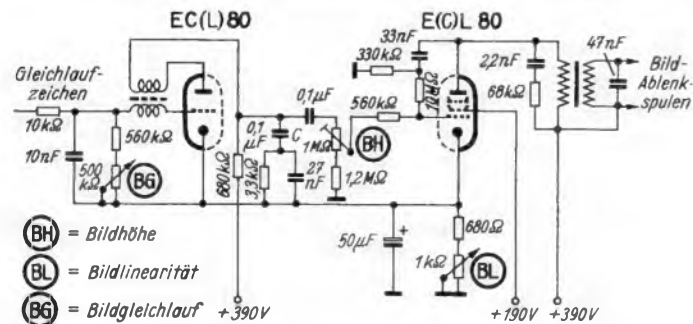 EC(L)80
E(C)L 80
Gleichlauf-
zeichen
10kΩ
10nF
560kΩ
500
kΩ
BG
680kΩ
0,1μF
0,1
μF
C
3,3kΩ
27
nF
1MΩ
1,2MΩ
BH
560kΩ
33nF
330kΩ
10MΩ
50μF
+
680Ω
1kΩ
BL
2,2nF
68kΩ
47nF
Bild-
Ablenk-
spulen
BH = Bildhöhe
BL = Bildlinearität
BG = Bildgleichlauf
+390V
+190V
+390V